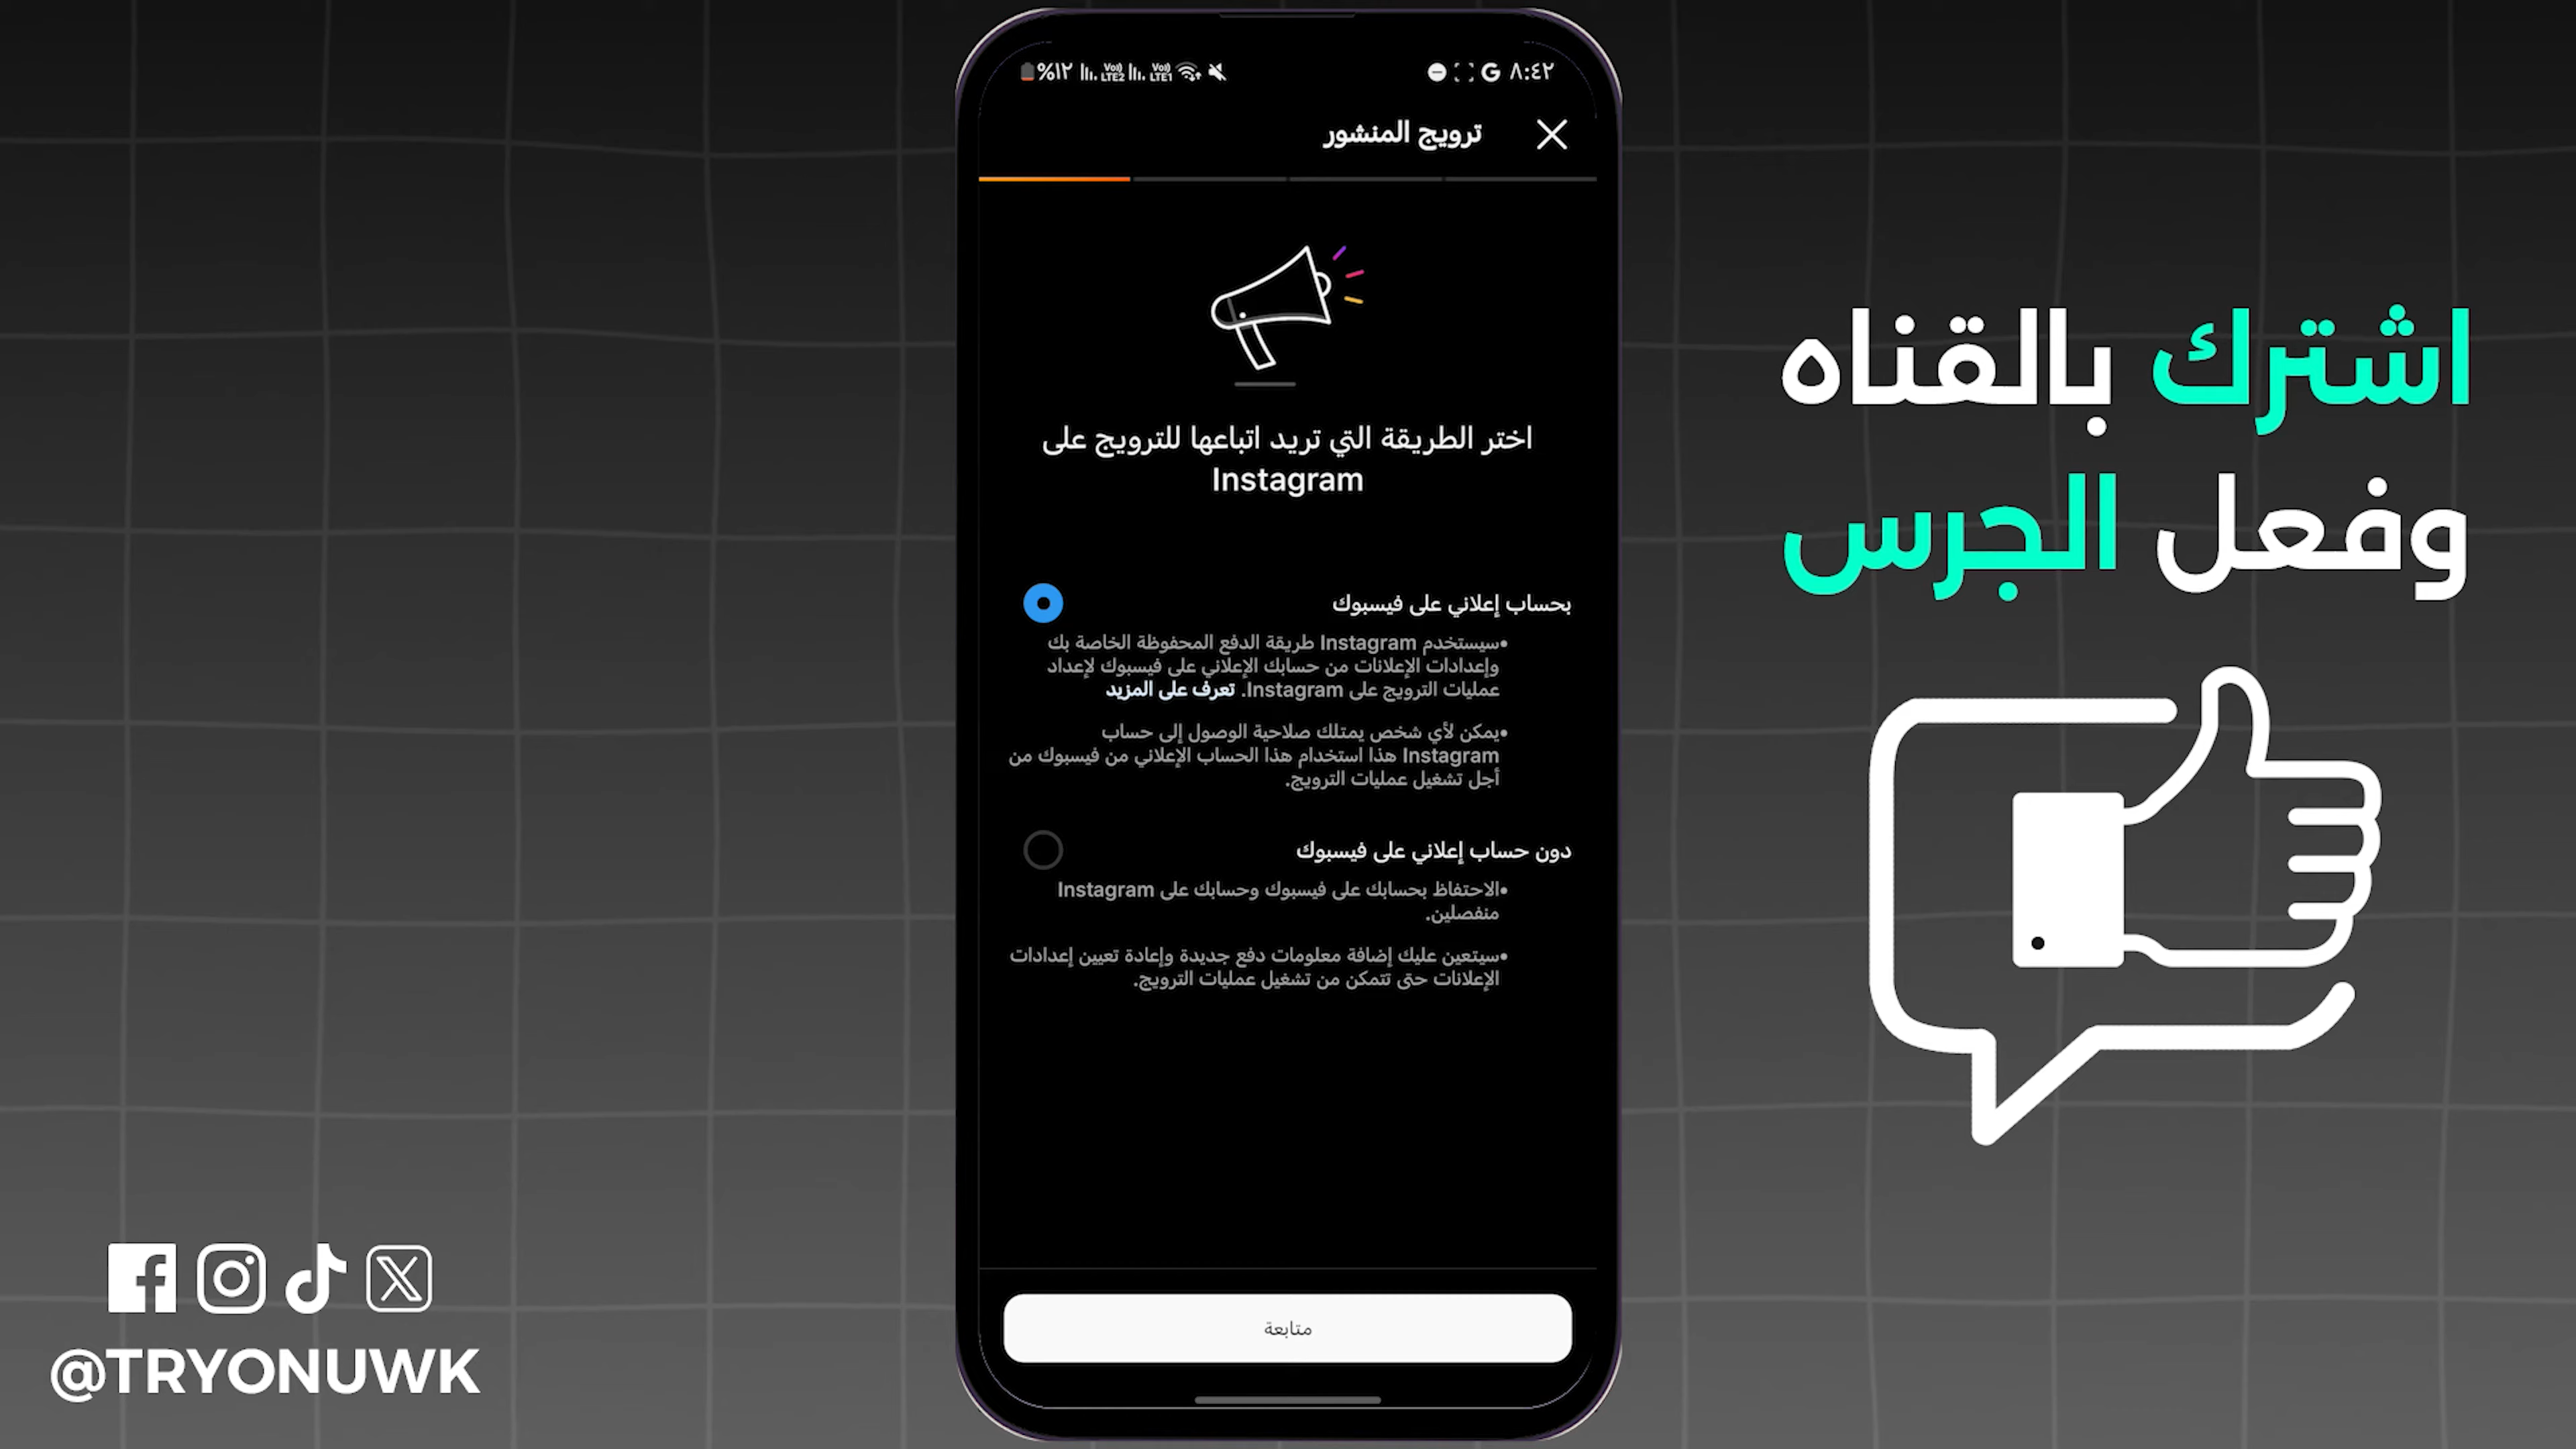 ٨:٤٢
%١٢
Vo) LTE2
Vo) LTE1
ترويج المنشور
اختر الطريقة التي تريد اتباعها للترويج على
Instagram
بحساب إعلاني على فيسبوك
•سيستخدم Instagram طريقة الدفع المحفوظة الخاصة بك
وإعدادات الإعلانات من حسابك الإعلاني على فيسبوك لإعداد
عمليات الترويج على Instagram. تعرف على المزيد
•يمكن لأي شخص يمتلك صلاحية الوصول إلى حساب
Instagram هذا استخدام هذا الحساب الإعلاني من فيسبوك من
أجل تشغيل عمليات الترويج.
دون حساب إعلاني على فيسبوك
•الاحتفاظ بحسابك على فيسبوك وحسابك على Instagram
منفصلين.
•سيتعين عليك إضافة معلومات دفع جديدة وإعادة تعيين إعدادات
الإعلانات حتى تتمكن من تشغيل عمليات الترويج.
متابعة
اشترك بالقناه
وفعل الجرس
@TRYONUWK